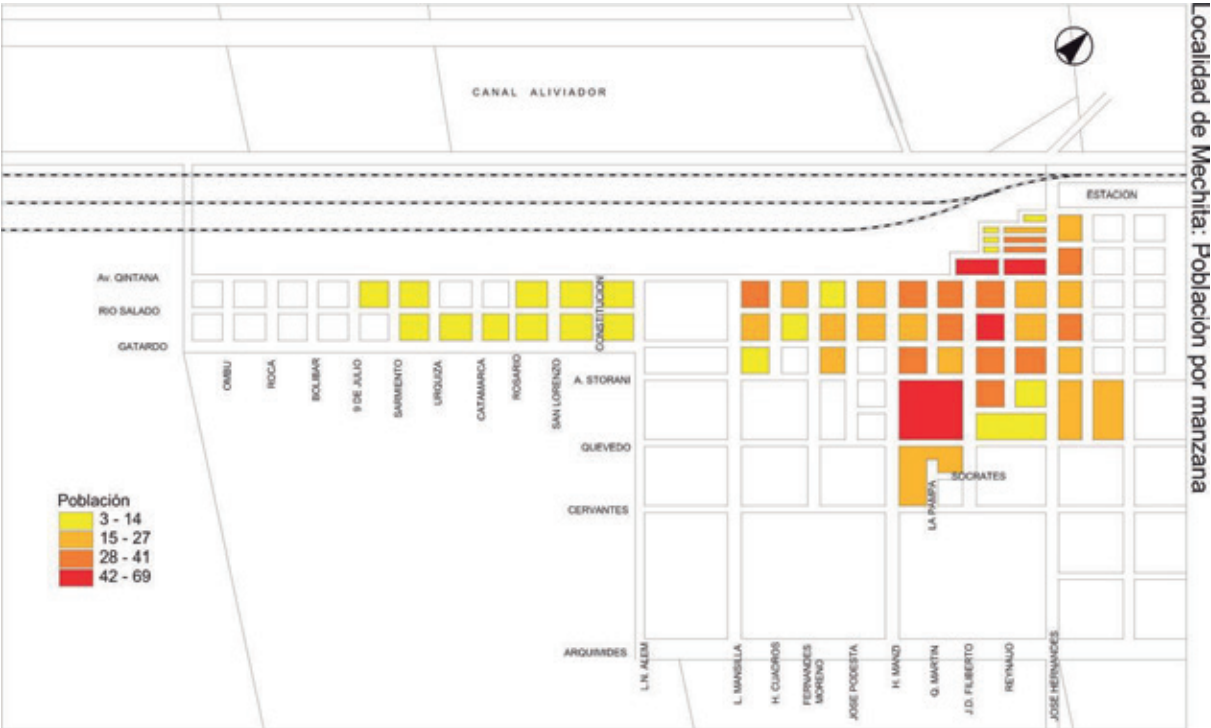 Localidad de Mechita: Población por manzana
CANAL ALIVIADOR
ESTACION
Av. QINTANA
RIO SALADO
GATARDO
CONSTITUCION
OMBU
ROCA
BOLIBAR
9 DE JULIO
SARMIENTO
URQUIZA
CATAMARCA
ROSARIO
SAN LORENZO
A. STORANI
QUEVEDO
SOCRATES
LA PAMPA
CERVANTES
Población
3 - 14
15 - 27
28 - 41
42 - 69
ARQUIMIDES
L.N. ALEM
L. MANSILLA
H. CUADROS
FERNANDES
MORENO
JOSE PODESTA
H. MANZI
Q. MARTIN
J.D. FILIBERTO
REYNALIO
JOSE HERNANDES